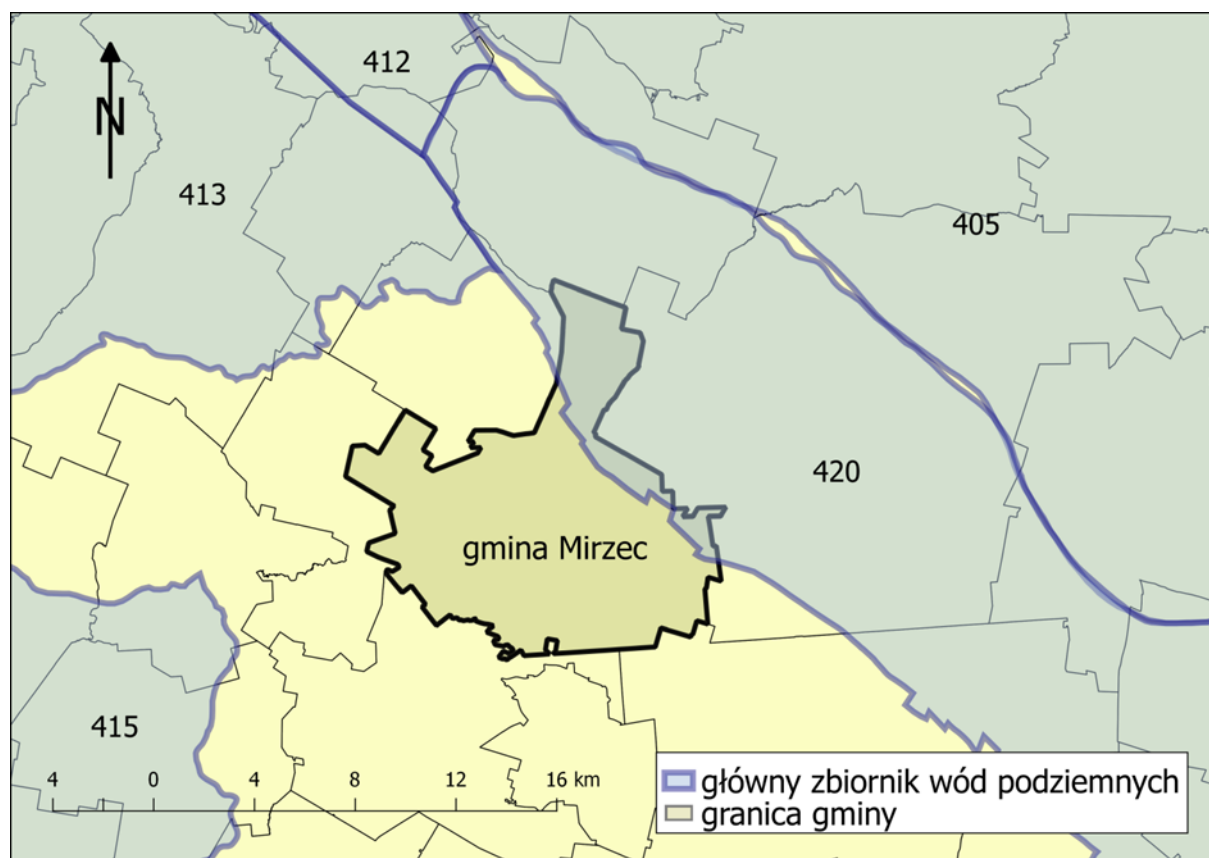 412
N
413
405
420
gmina Mirzec
415
4 0 4 8 12 16 km
główny zbiornik wód podziemnych
granica gminy